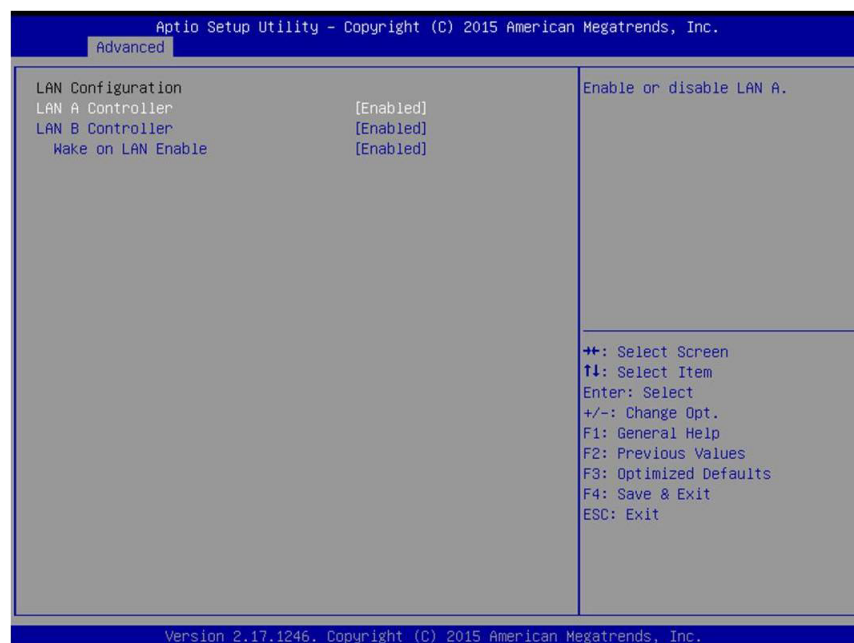 Aptio Setup Utility – Copyright (C) 2015 American Megatrends, Inc.
Advanced
LAN Configuration
LAN A Controller [Enabled]
LAN B Controller [Enabled]
Wake on LAN Enable [Enabled]
Enable or disable LAN A.
→←: Select Screen
↑↓: Select Item
Enter: Select
+/-: Change Opt.
F1: General Help
F2: Previous Values
F3: Optimized Defaults
F4: Save & Exit
ESC: Exit
Version 2.17.1246. Copyright (C) 2015 American Megatrends, Inc.